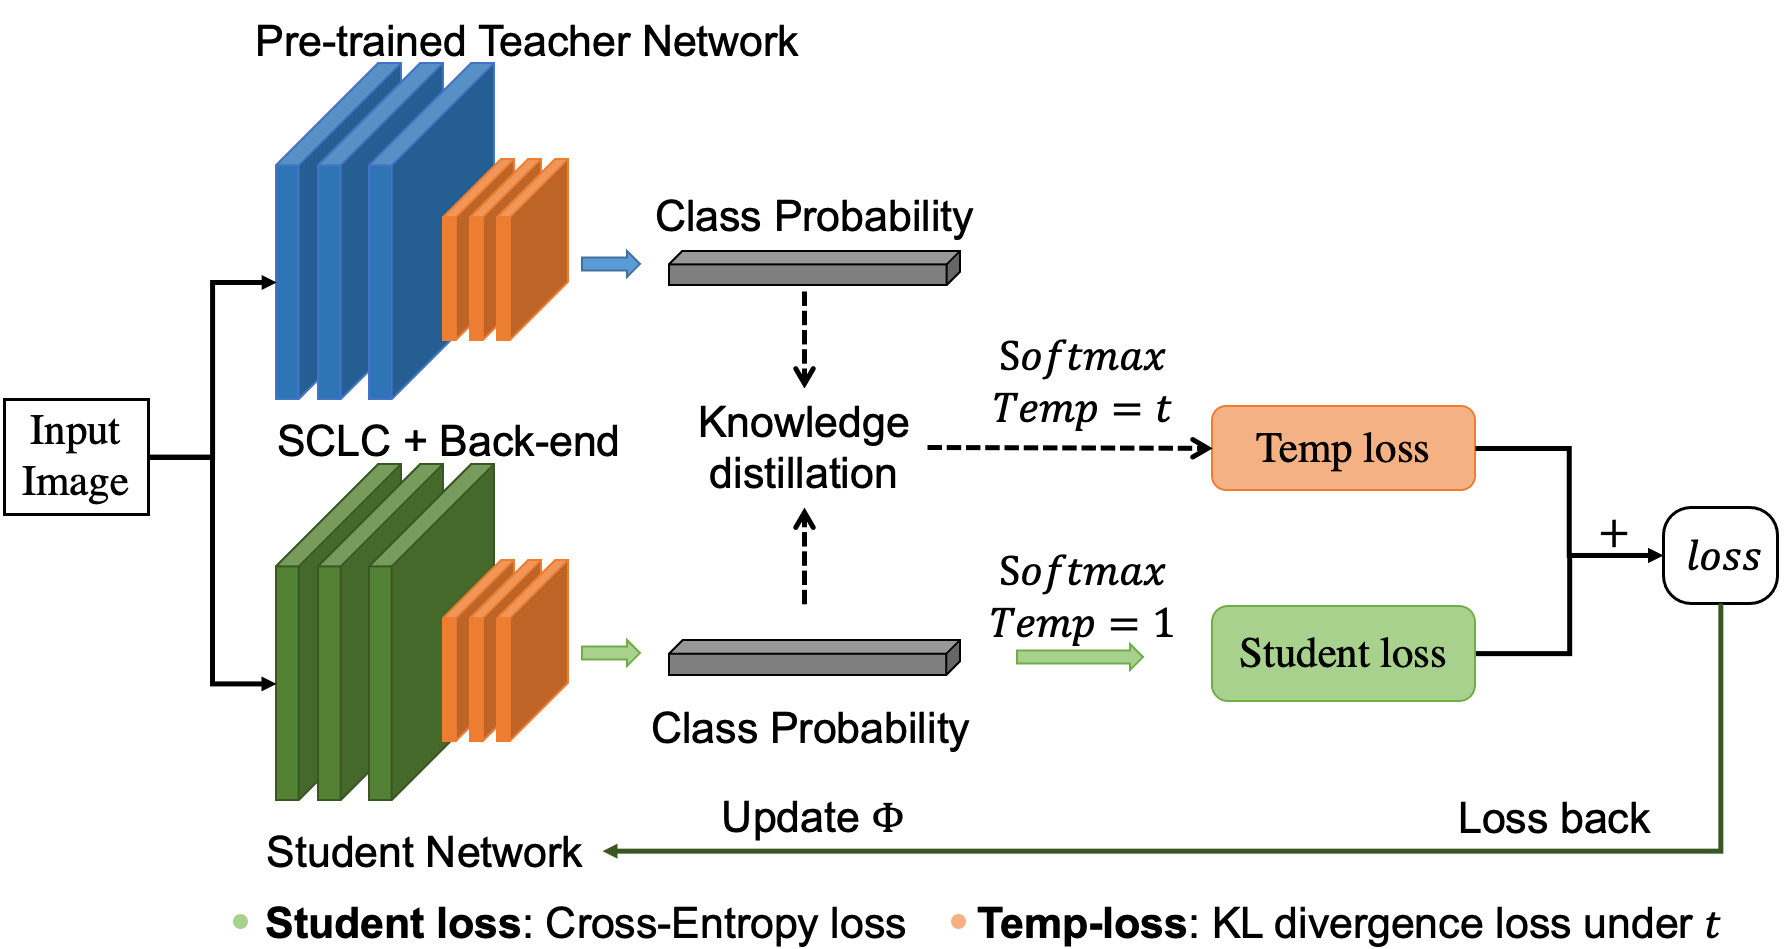 Pre-trained Teacher Network
Class Probability
Softmax
Temp = t
Input
Image
SCLC + Back-end
Knowledge
distillation
Temp loss
+
loss
Softmax
Temp = 1
Student loss
Class Probability
Update Φ
Loss back
Student Network
Student loss: Cross-Entropy loss
Temp-loss: KL divergence loss under t